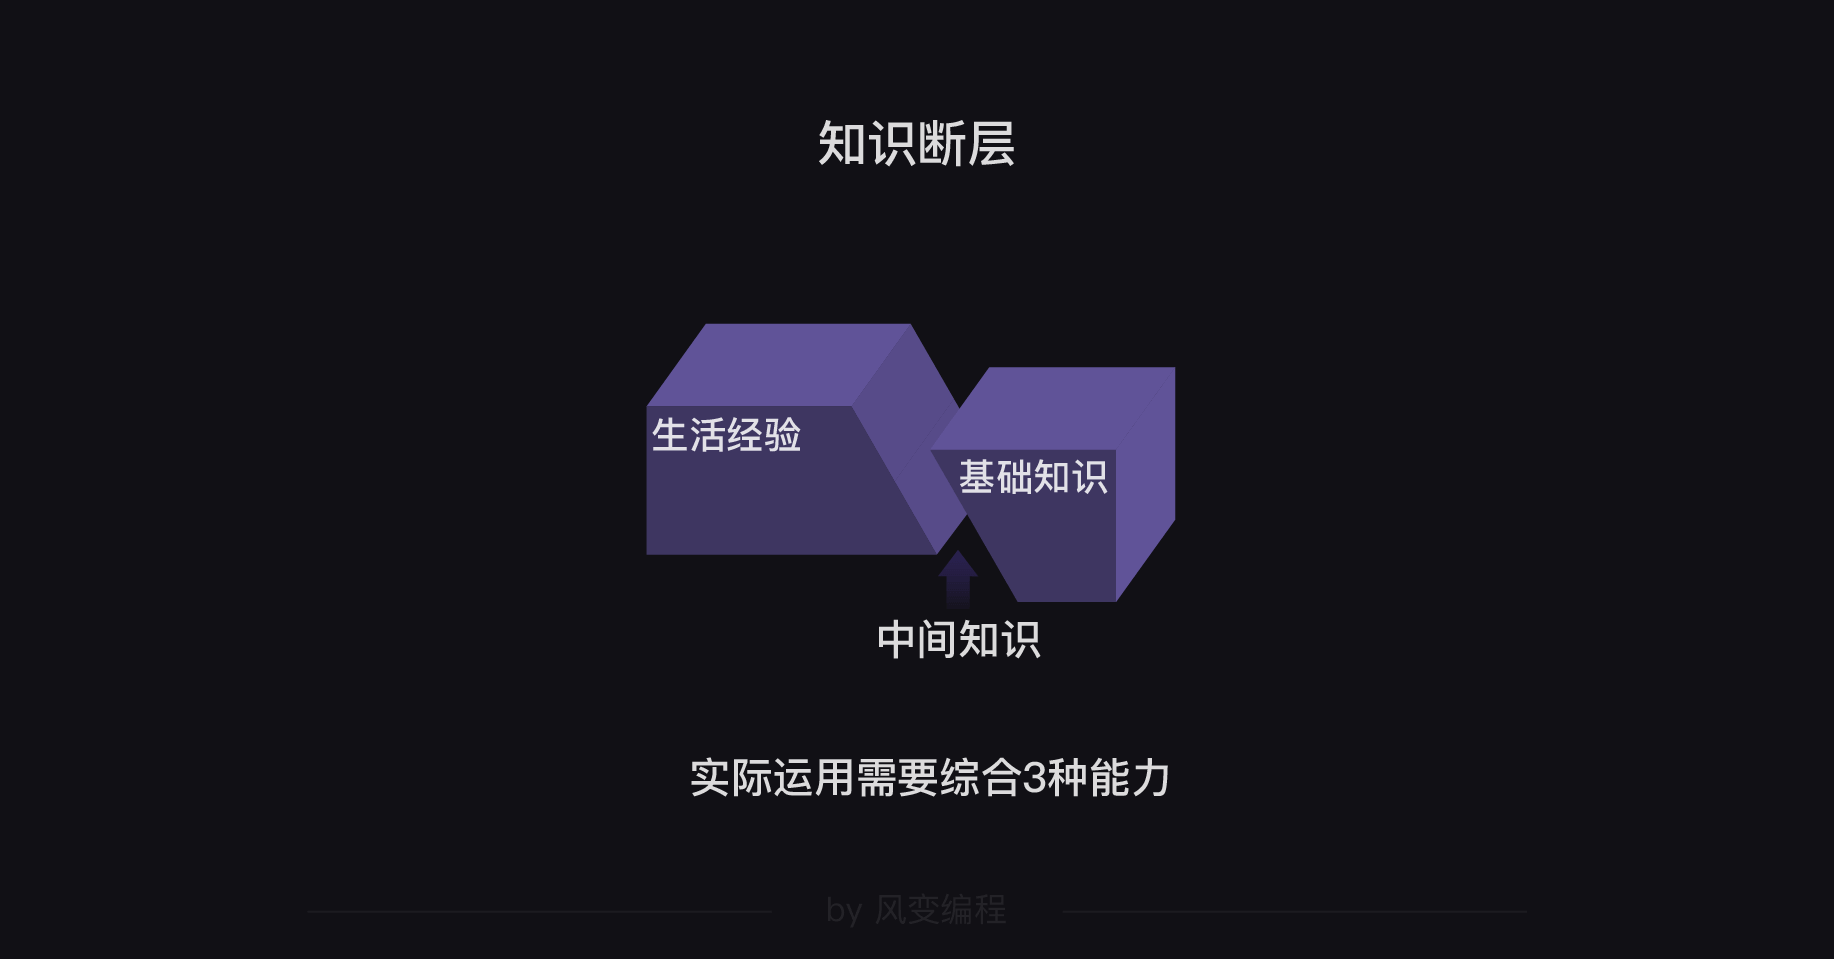 知识断层
生活经验
基础知识
中间知识
实际运用需要综合3种能力
by 风变编程